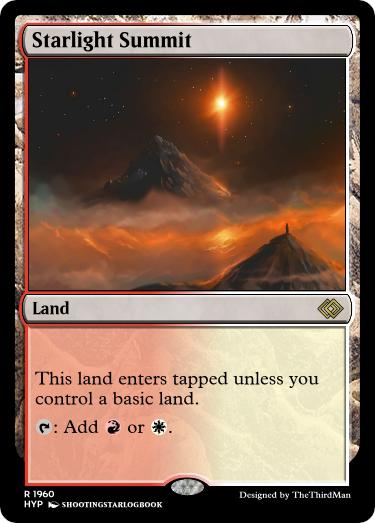 Starlight Summit
Land
This land enters tapped unless you
control a basic land.
: Add or .
R 1960
HYP SHOOTINGSTARLOGBOOK
Designed by TheThirdMan